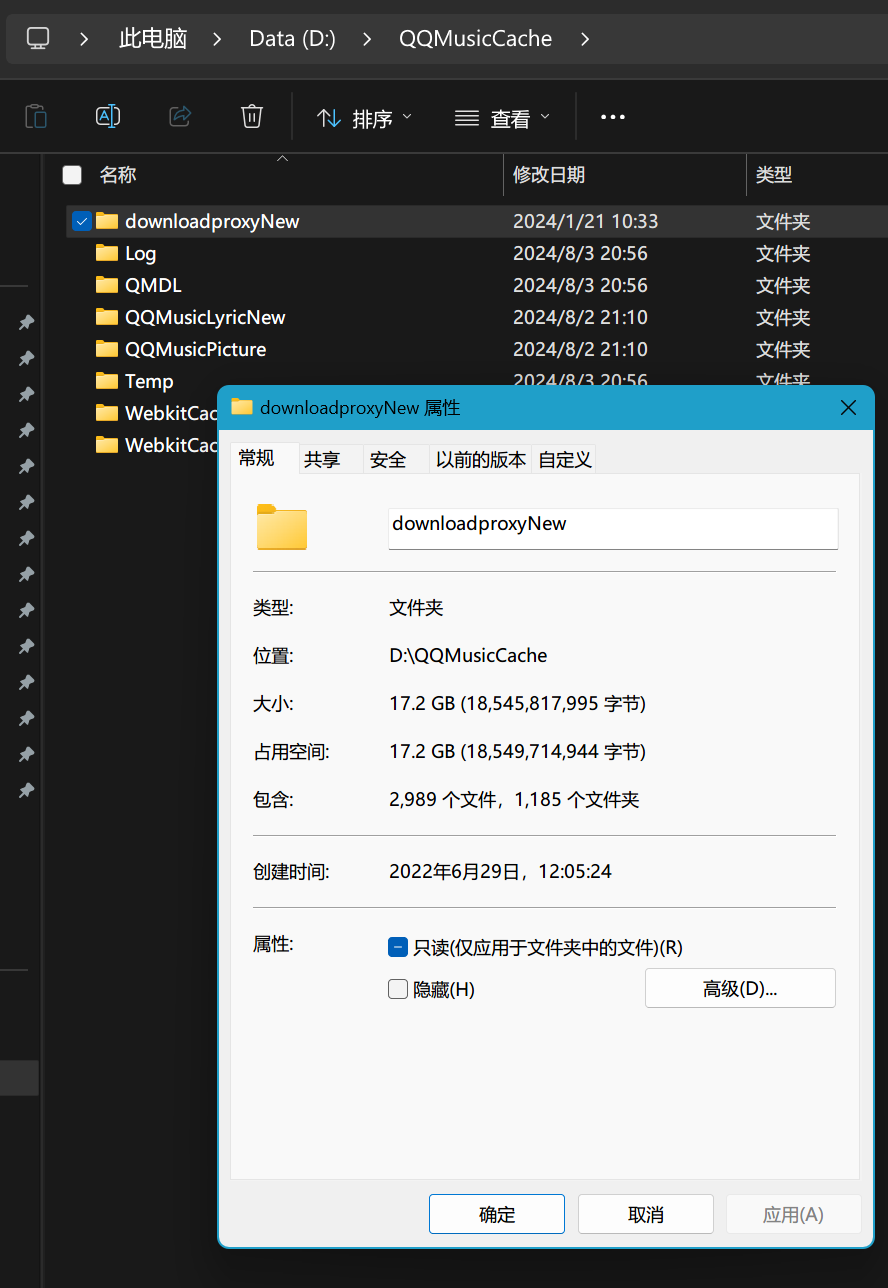 此电脑 Data (D:) QQMusicCache
排序 查看
名称 修改日期 类型
downloadproxyNew 2024/1/21 10:33 文件夹
Log 2024/8/3 20:56 文件夹
QMDL 2024/8/3 20:56 文件夹
QQMusicLyricNew 2024/8/2 21:10 文件夹
QQMusicPicture 2024/8/2 21:10 文件夹
Temp 2024/8/3 20:56 文件夹
WebkitCac
WebkitCac
downloadproxyNew 属性
常规 共享 安全 以前的版本 自定义
downloadproxyNew
类型: 文件夹
位置: D:\QQMusicCache
大小: 17.2 GB (18,545,817,995 字节)
占用空间: 17.2 GB (18,549,714,944 字节)
包含: 2,989 个文件，1,185 个文件夹
创建时间: 2022年6月29日，12:05:24
属性: 只读(仅应用于文件夹中的文件)(R)
隐藏(H) 高级(D)...
确定 取消 应用(A)